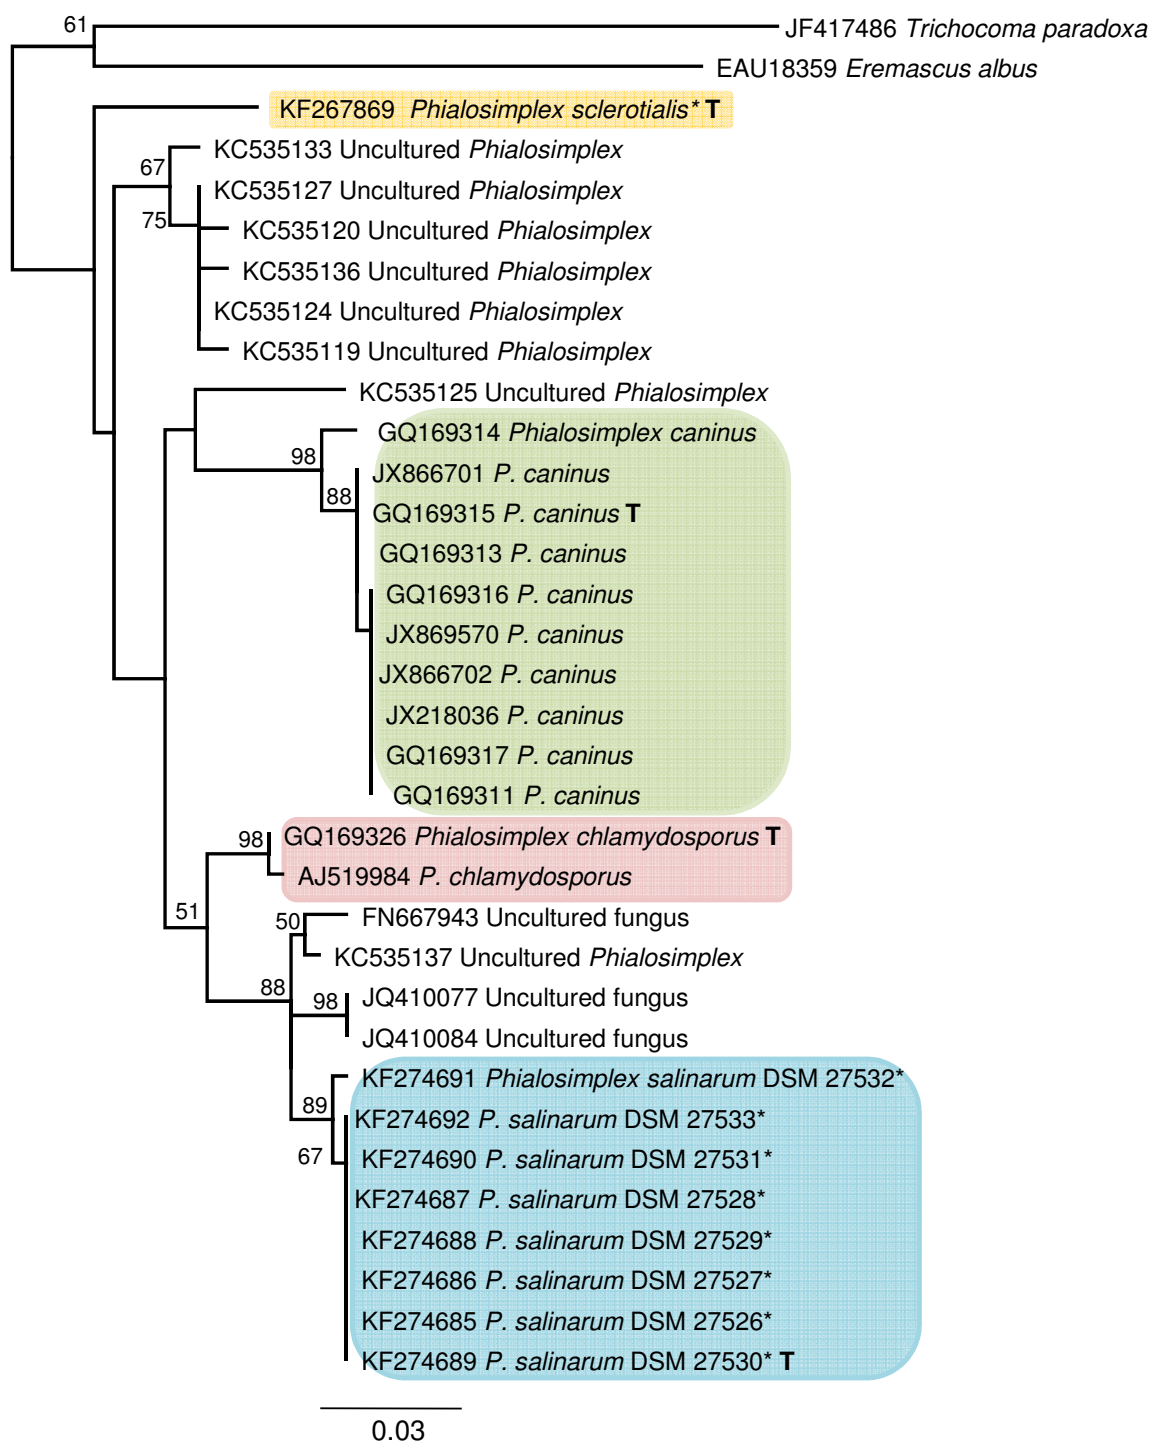 61
JF417486 Trichocoma paradoxa
EAU18359 Eremascus albus
KF267869 Phialosimplex sclerotialis* T
KC535133 Uncultured Phialosimplex
67
KC535127 Uncultured Phialosimplex
75
KC535120 Uncultured Phialosimplex
KC535136 Uncultured Phialosimplex
KC535124 Uncultured Phialosimplex
KC535119 Uncultured Phialosimplex
KC535125 Uncultured Phialosimplex
GQ169314 Phialosimplex caninus
98
JX866701 P. caninus
88
GQ169315 P. caninus T
GQ169313 P. caninus
GQ169316 P. caninus
JX869570 P. caninus
JX866702 P. caninus
JX218036 P. caninus
GQ169317 P. caninus
GQ169311 P. caninus
98
GQ169326 Phialosimplex chlamydosporus T
AJ519984 P. chlamydosporus
51
50
FN667943 Uncultured fungus
KC535137 Uncultured Phialosimplex
88
98
JQ410077 Uncultured fungus
JQ410084 Uncultured fungus
KF274691 Phialosimplex salinarum DSM 27532*
89
KF274692 P. salinarum DSM 27533*
67
KF274690 P. salinarum DSM 27531*
KF274687 P. salinarum DSM 27528*
KF274688 P. salinarum DSM 27529*
KF274686 P. salinarum DSM 27527*
KF274685 P. salinarum DSM 27526*
KF274689 P. salinarum DSM 27530* T
0.03